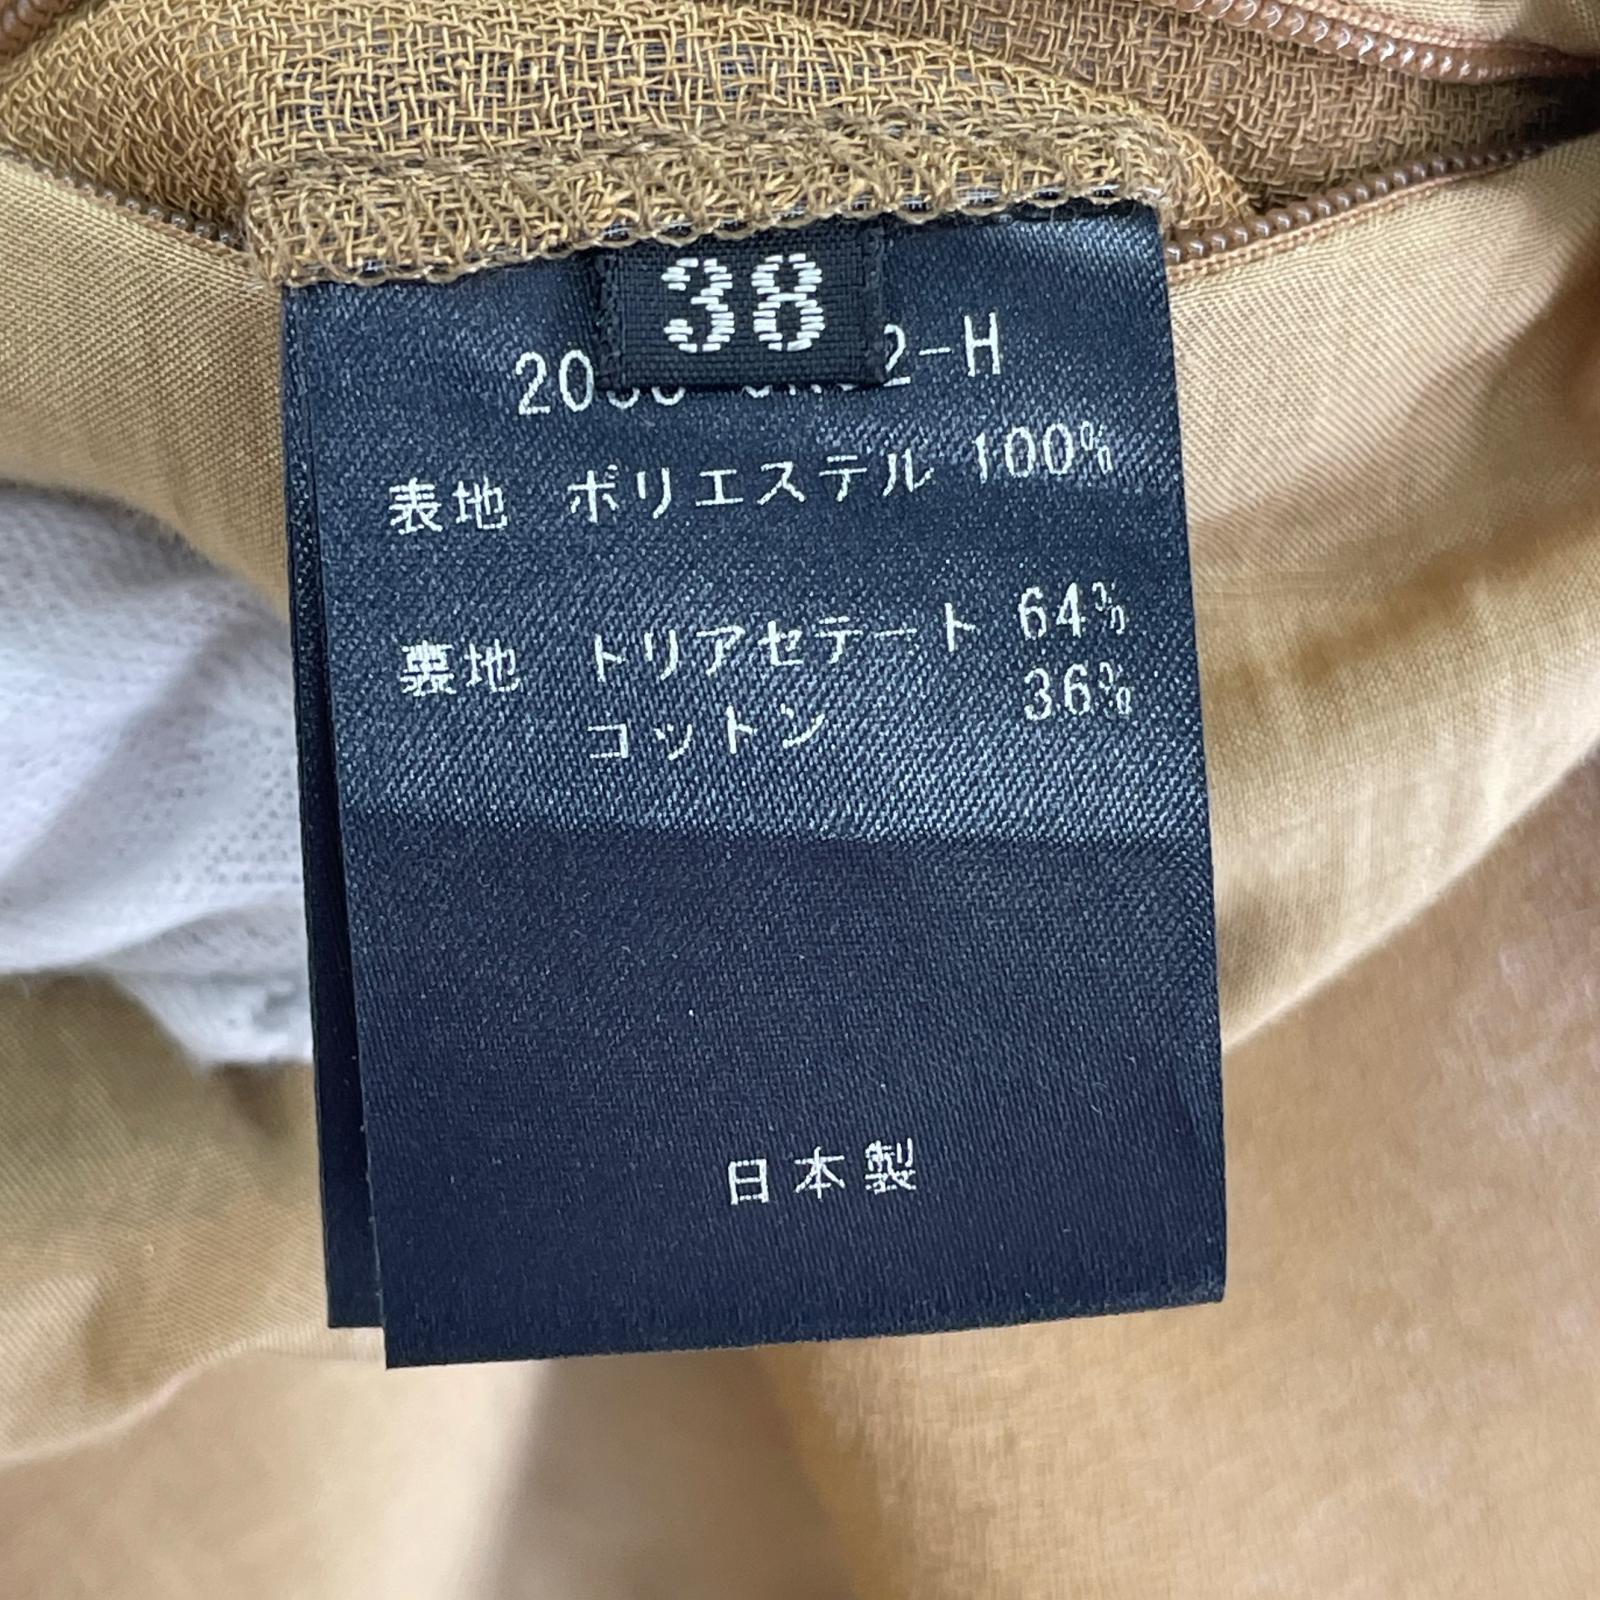 38
2-H
表地 ポリエステル 100%
裏地 トリアセテート 64%
コットン 36%
日本製